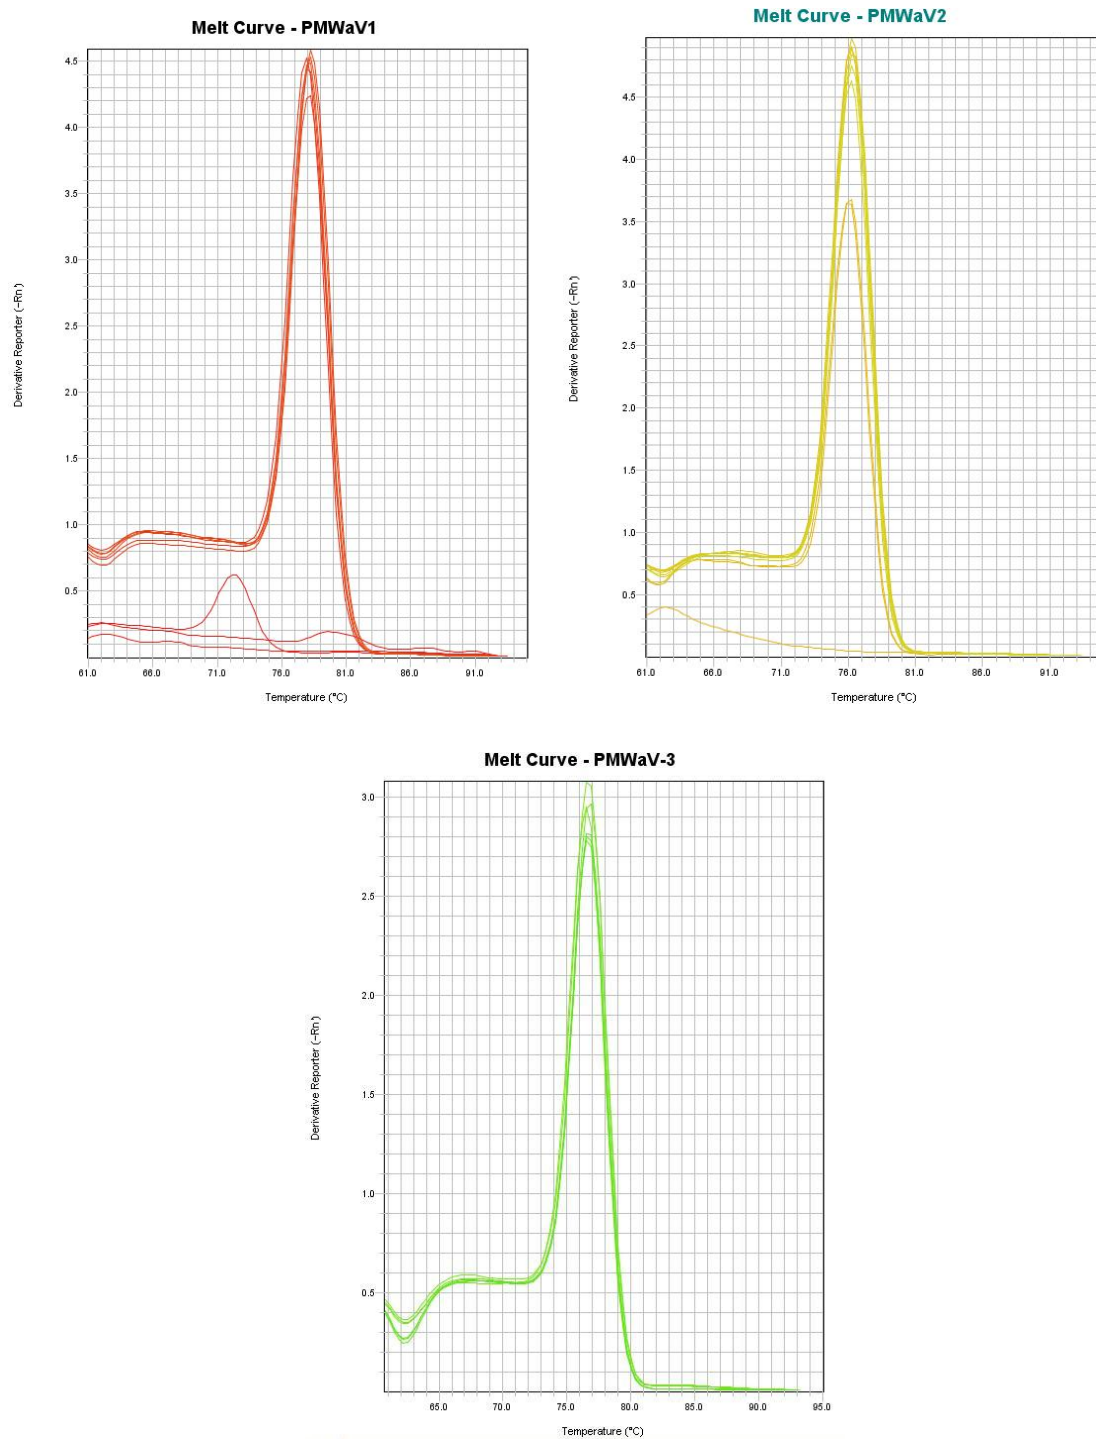 Melt Curve - PMWaV1
4.5
4.0
3.5
3.0
2.5
2.0
1.5
1.0
0.5
Derivative Reporter (-Rn')
61.0 66.0 71.0 76.0 81.0 86.0 91.0
Temperature (°C)
Melt Curve - PMWaV2
4.5
4.0
3.5
3.0
2.5
2.0
1.5
1.0
0.5
Derivative Reporter (-Rn')
61.0 66.0 71.0 76.0 81.0 86.0 91.0
Temperature (°C)
Melt Curve - PMWaV-3
3.0
2.5
2.0
1.5
1.0
0.5
Derivative Reporter (-Rn')
65.0 70.0 75.0 80.0 85.0 90.0 95.0
Temperature (°C)